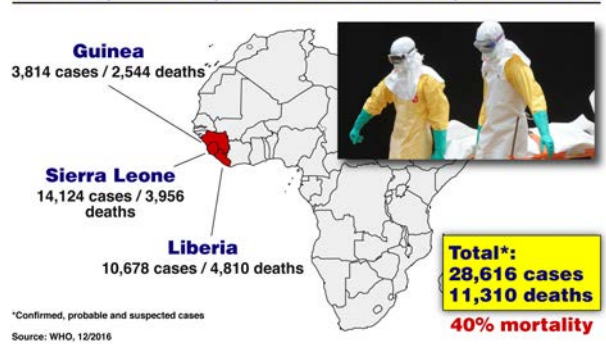 Guinea
3,814 cases / 2,544 deaths
Sierra Leone
14,124 cases / 3,956
deaths
Liberia
10,678 cases / 4,810 deaths
Total*:
28,616 cases
11,310 deaths
40% mortality
*Confirmed, probable and suspected cases
Source: WHO, 12/2016